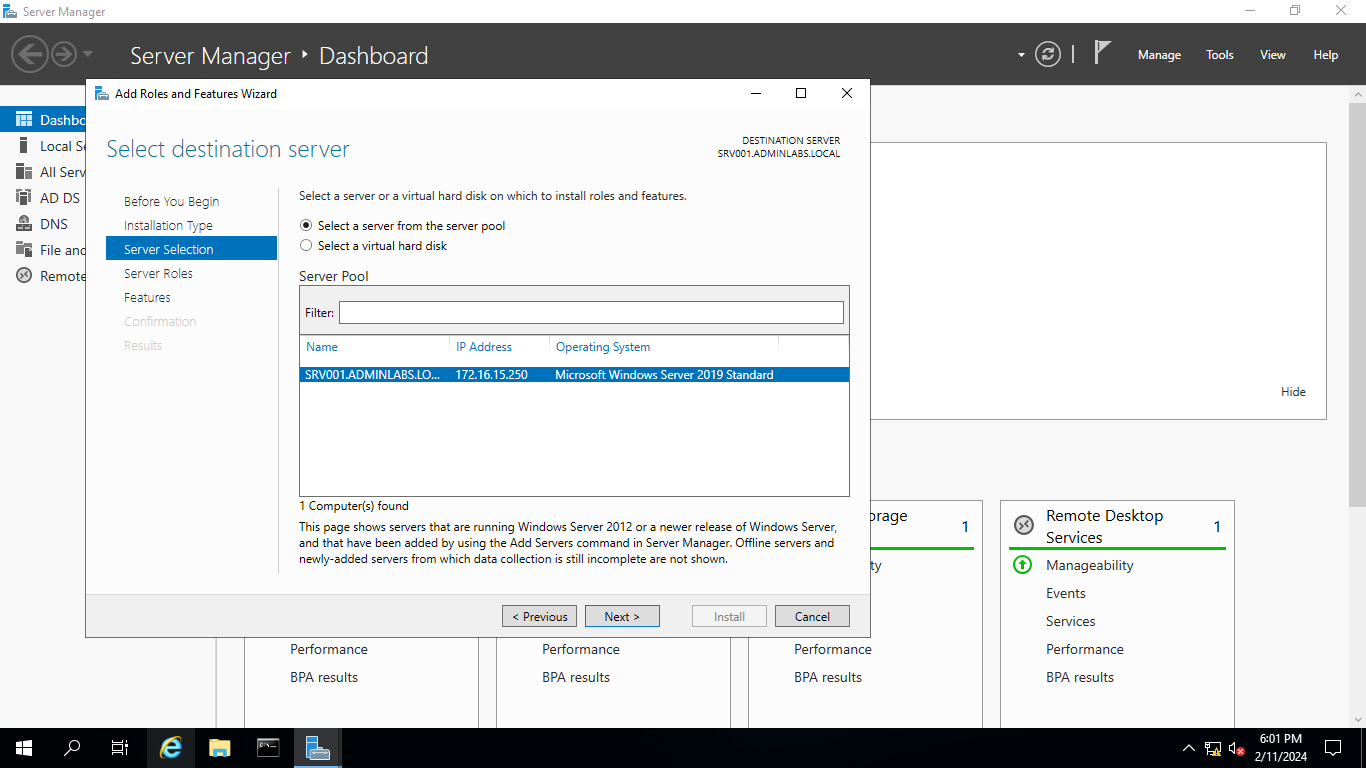 Server Manager
Server Manager ‣ Dashboard
Manage
Tools
View
Help
Dashbo
Local Se
All Serv
AD DS
DNS
File and
Remote
Add Roles and Features Wizard
Select destination server
DESTINATION SERVER
SRV001.ADMINLABS.LOCAL
Before You Begin
Installation Type
Server Selection
Server Roles
Features
Confirmation
Results
Select a server or a virtual hard disk on which to install roles and features.
Select a server from the server pool
Select a virtual hard disk
Server Pool
Filter:
Name IP Address Operating System
SRV001.ADMINLABS.LO... 172.16.15.250 Microsoft Windows Server 2019 Standard
1 Computer(s) found
This page shows servers that are running Windows Server 2012 or a newer release of Windows Server,
and that have been added by using the Add Servers command in Server Manager. Offline servers and
newly-added servers from which data collection is still incomplete are not shown.
< Previous
Next >
Install
Cancel
Hide
orage 1
ty
Remote Desktop
Services
1
Manageability
Events
Services
Performance
BPA results
Performance
BPA results
Performance
BPA results
Performance
BPA results
6:01 PM
2/11/2024